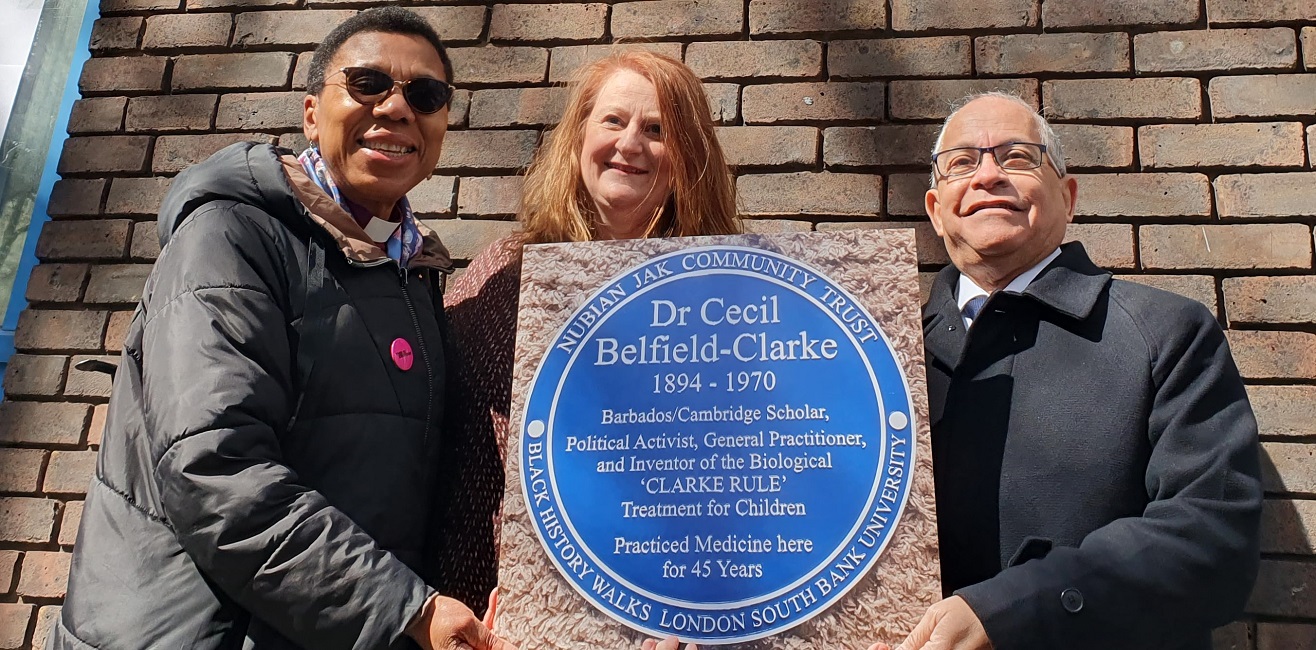 NUBIAN JAK COMMUNITY TRUST
Dr Cecil
Belfield-Clarke
1894 - 1970
Barbados/Cambridge Scholar,
Political Activist, General Practitioner,
and Inventor of the Biological
‘CLARKE RULE’
Treatment for Children
Practiced Medicine here
for 45 Years
BLACK HISTORY WALKS LONDON SOUTH BANK UNIVERSITY